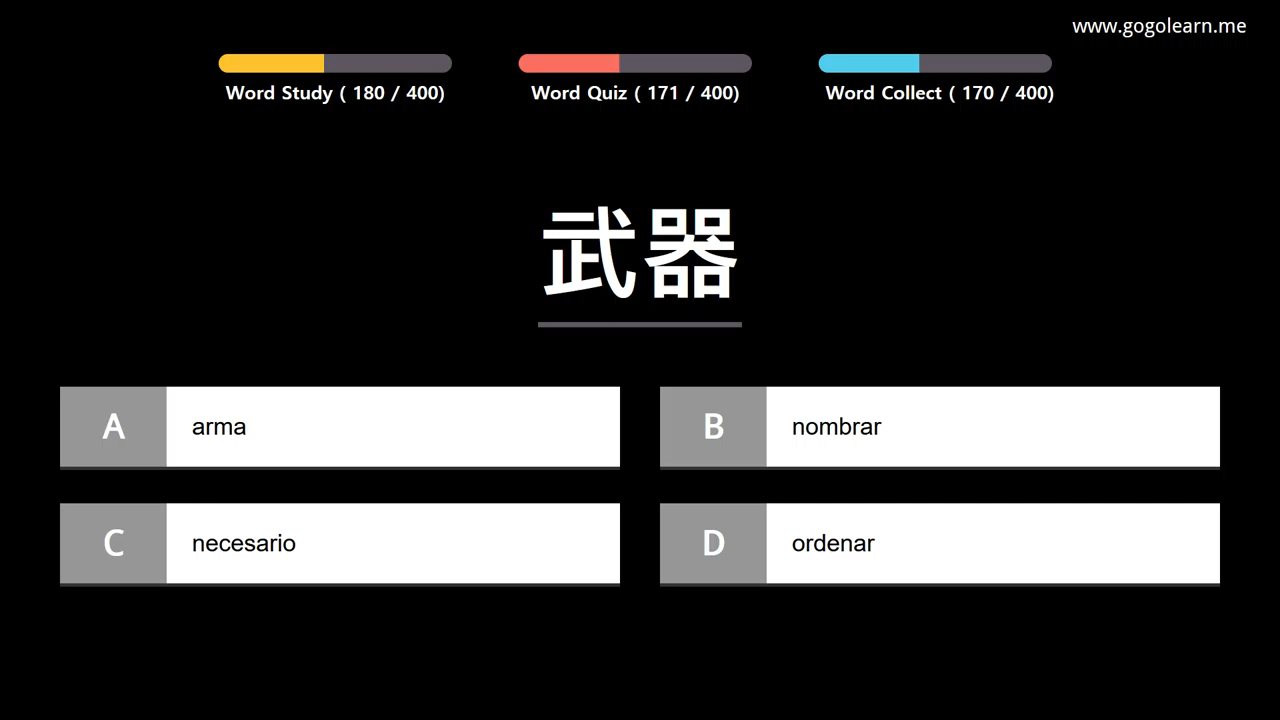 www.gogolearn.me
Word Study ( 180 / 400)
Word Quiz ( 171 / 400)
Word Collect ( 170 / 400)
武器
A arma
B nombrar
C necesario
D ordenar